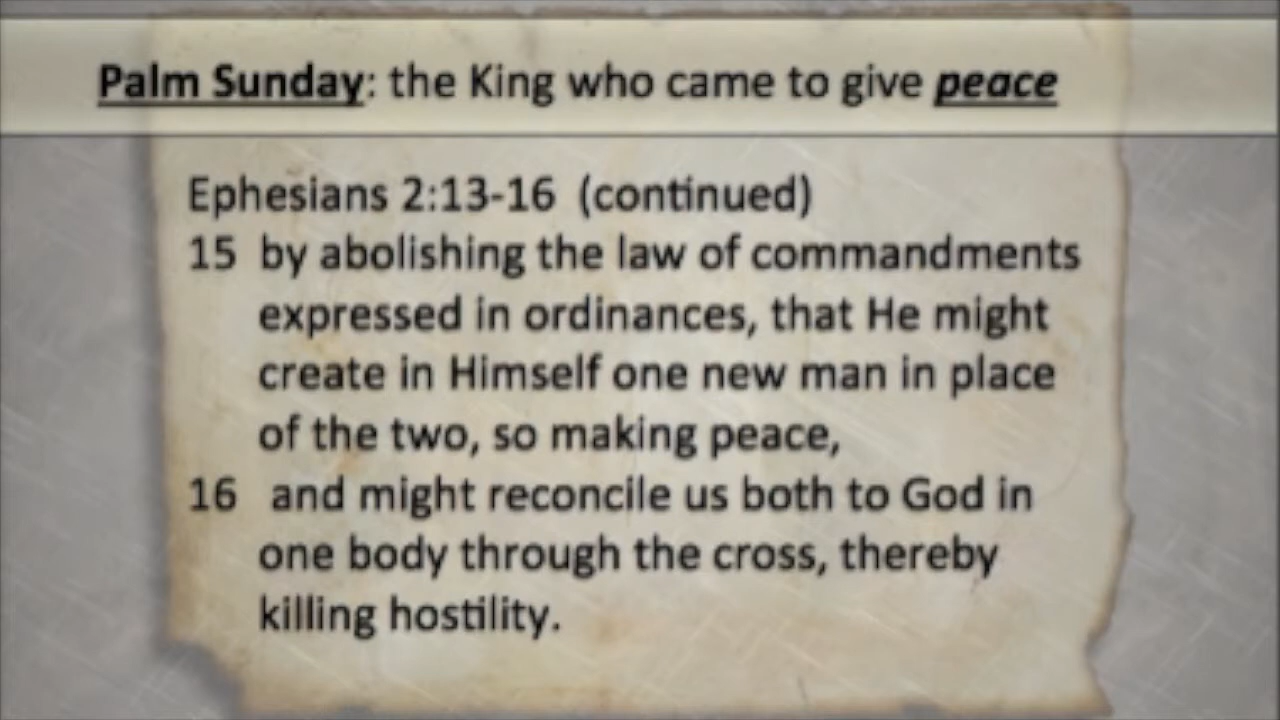 Palm Sunday: the King who came to give peace
Ephesians 2:13-16 (continued)
15 by abolishing the law of commandments
expressed in ordinances, that He might
create in Himself one new man in place
of the two, so making peace,
16 and might reconcile us both to God in
one body through the cross, thereby
killing hostility.